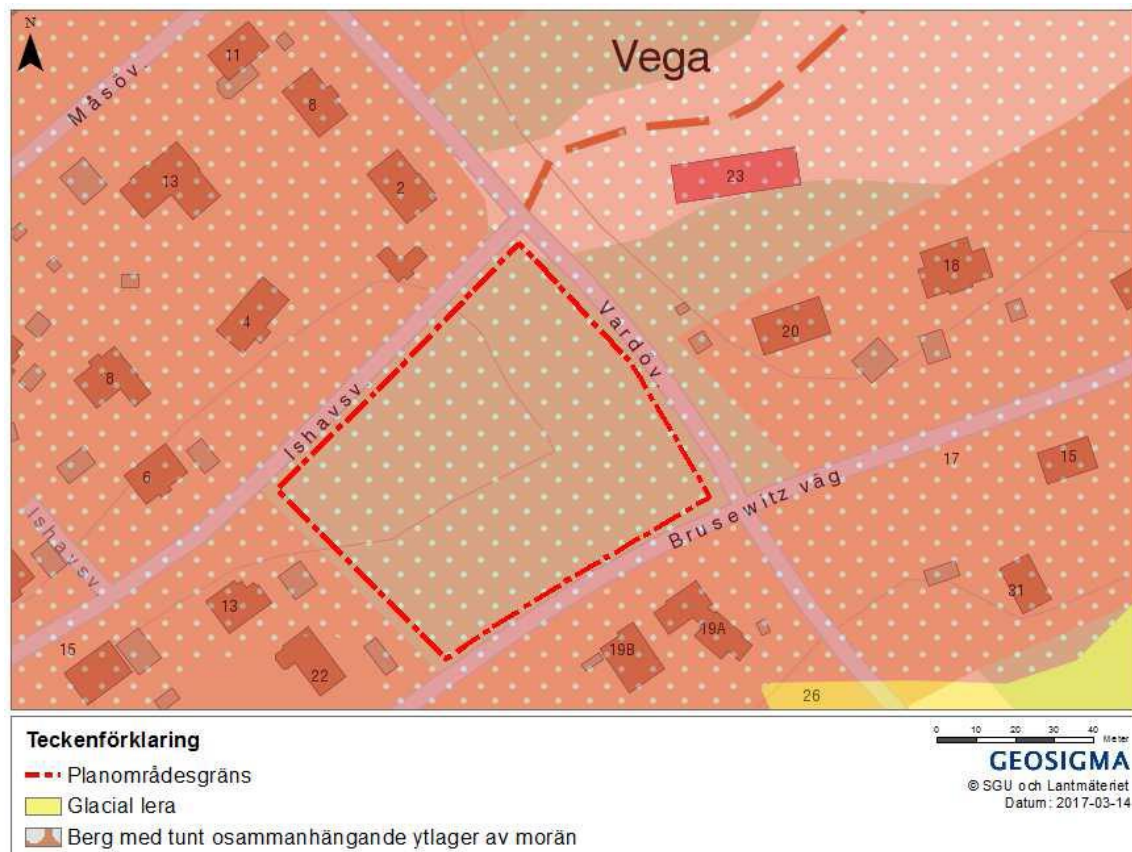 N
Vega
Måsöv.
11
8
13
2
23
18
4
20
Vardöv.
8
Ishavsv.
6
17
15
Brusewitz väg
Ishavsv.
13
31
19A
15
19B
22
26
Teckenförklaring
Planområdesgräns
Glacial lera
Berg med tunt osammanhängande ytlager av morän
0 10 20 30 40
Meter
GEOSIGMA
© SGU och Lantmäteriet
Datum: 2017-03-14